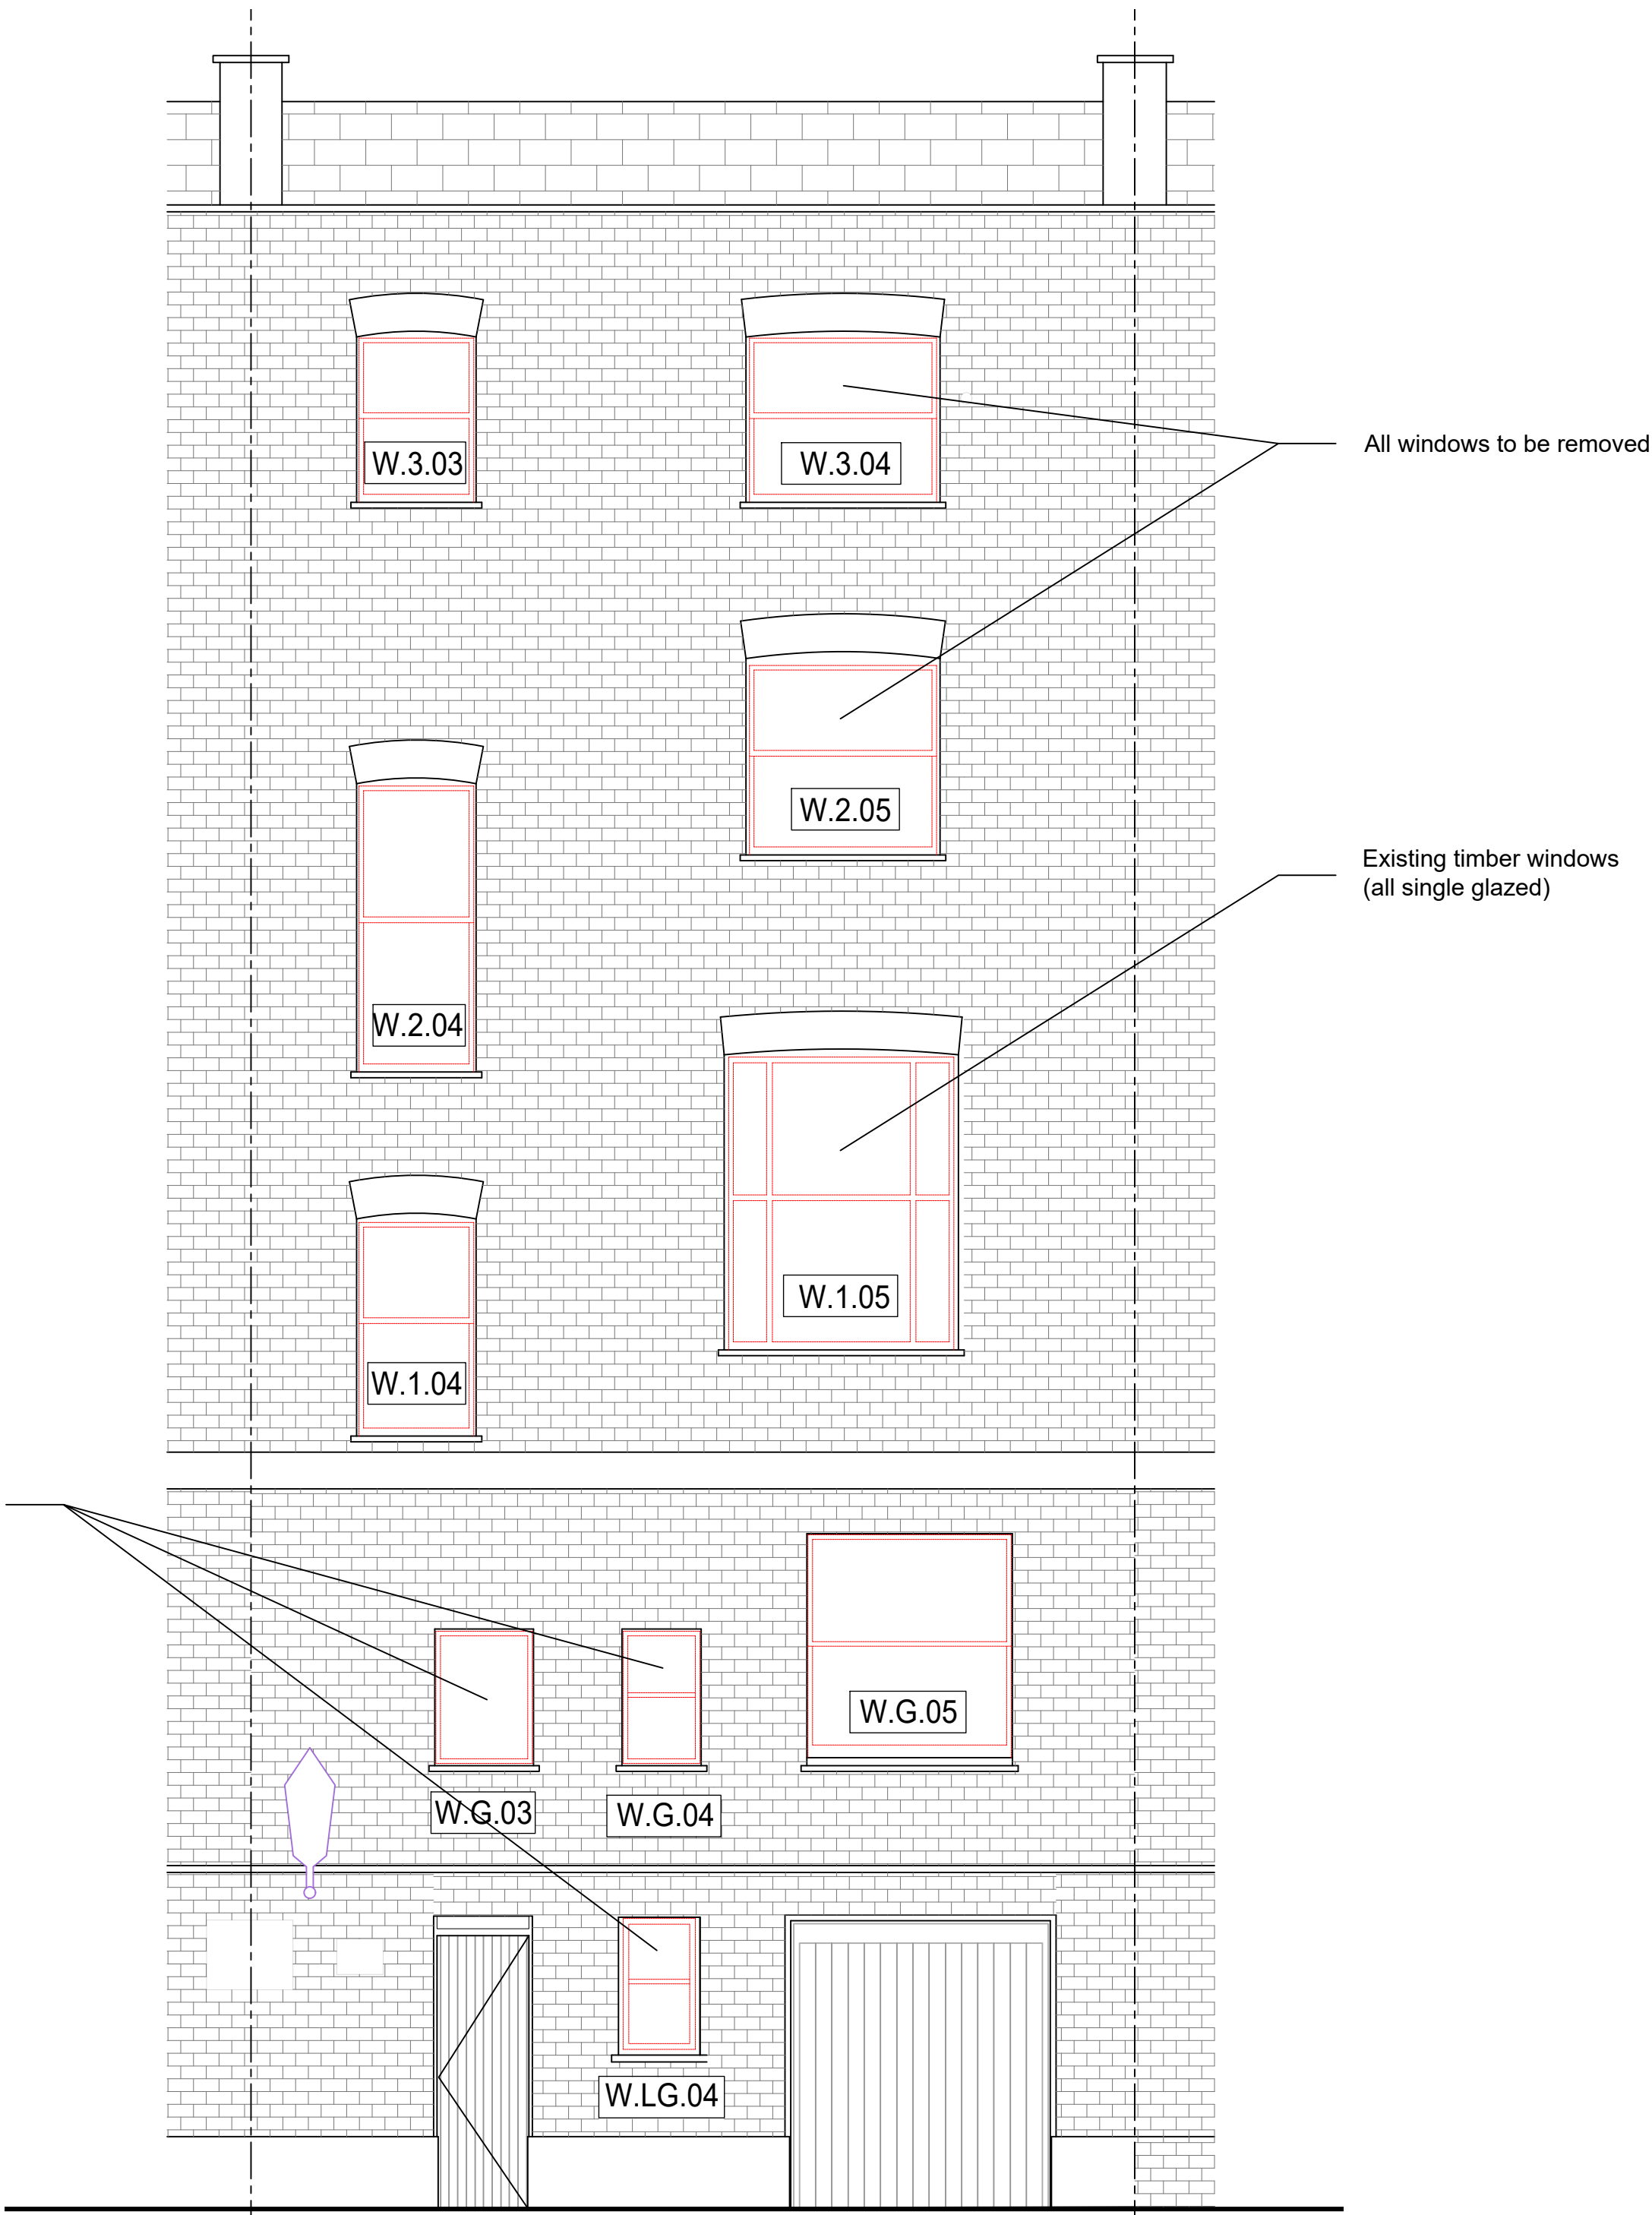 W.3.03
W.3.04
All windows to be removed
W.2.05
Existing timber windows
(all single glazed)
W.2.04
W.1.05
W.1.04
W.G.05
W.G.03
W.G.04
W.LG.04